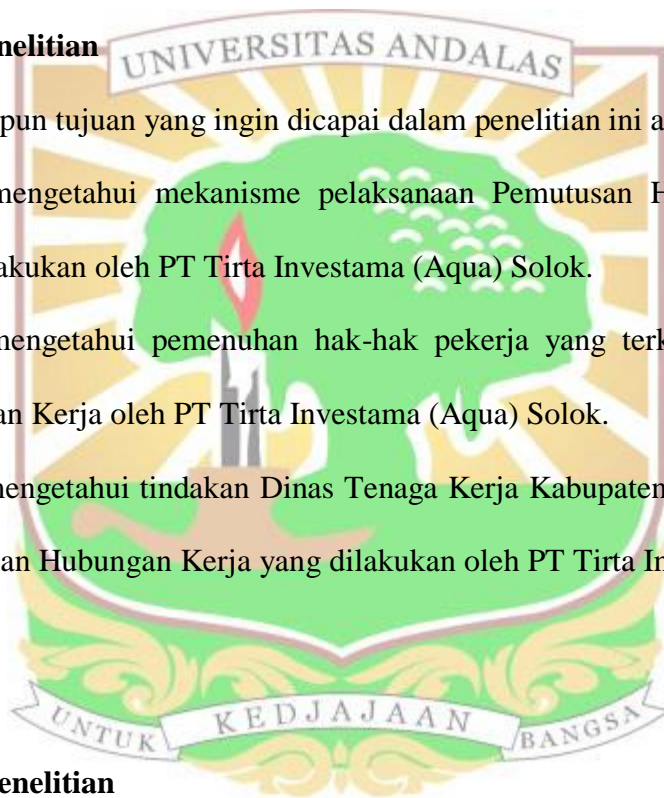 nelitian
UNIVERSITAS ANDALAS
pun tujuan yang ingin dicapai dalam penelitian ini a
mengetahui mekanisme pelaksanaan Pemutusan H
akukan oleh PT Tirta Investama (Aqua) Solok.
mengetahui pemenuhan hak-hak pekerja yang terk
an Kerja oleh PT Tirta Investama (Aqua) Solok.
mengetahui tindakan Dinas Tenaga Kerja Kabupaten
an Hubungan Kerja yang dilakukan oleh PT Tirta In
UNTUK KEDJAJAAN BANGSA
enelitian